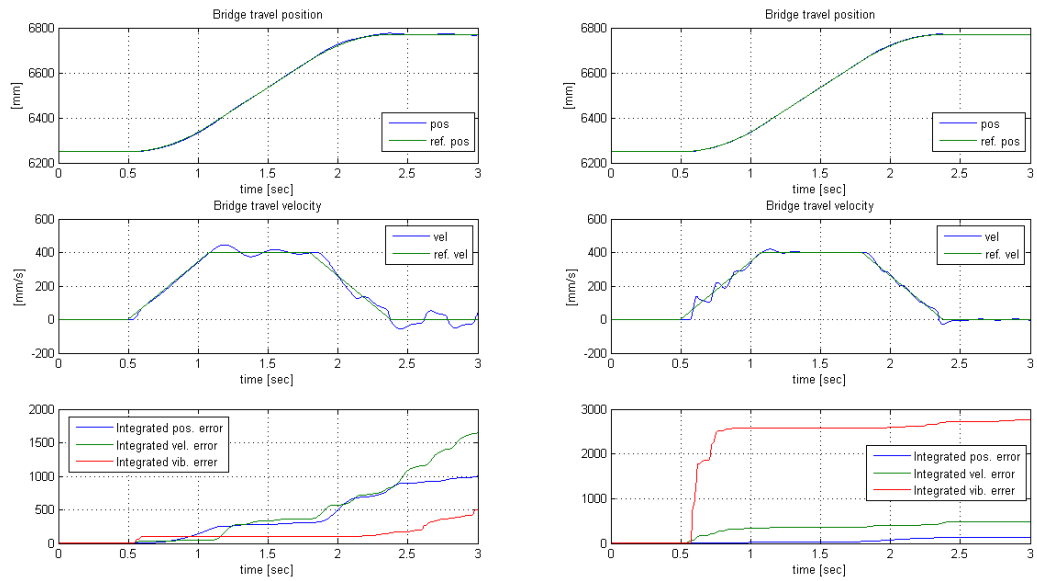 Bridge travel position
6800
6600
6400
6200
[mm]
pos
ref. pos
0 0.5 1 1.5 2 2.5 3
time [sec]
Bridge travel velocity
600
400
200
0
-200
[mm/s]
vel
ref. vel
0 0.5 1 1.5 2 2.5 3
time [sec]
2000
1500
1000
500
0
Integrated pos. error
Integrated vel. error
Integrated vib. errer
0 0.5 1 1.5 2 2.5 3
time [sec]
Bridge travel position
6800
6600
6400
6200
[mm]
pos
ref. pos
0 0.5 1 1.5 2 2.5 3
time [sec]
Bridge travel velocity
600
400
200
0
-200
[mm/s]
vel
ref. vel
0 0.5 1 1.5 2 2.5 3
time [sec]
3000
2000
1000
0
Integrated pos. error
Integrated vel. error
Integrated vib. errer
0 0.5 1 1.5 2 2.5 3
time [sec]